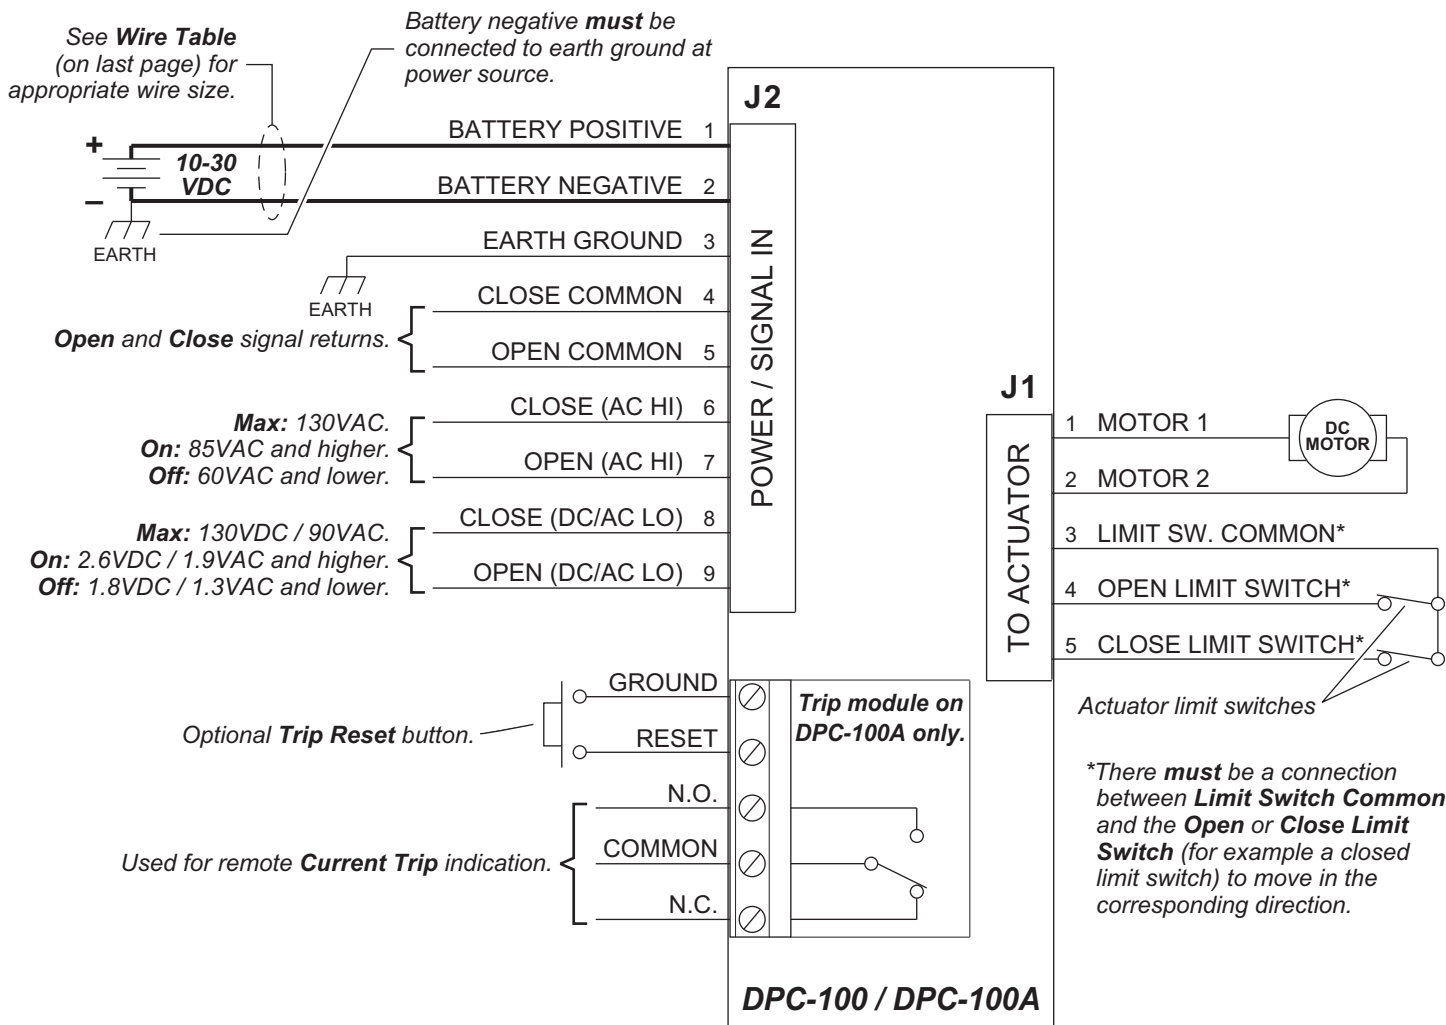 See Wire Table
(on last page) for
appropriate wire size.
Battery negative must be
connected to earth ground at
power source.
J2
+
10-30
VDC
–
EARTH
BATTERY POSITIVE 1
BATTERY NEGATIVE 2
EARTH GROUND 3
EARTH
CLOSE COMMON 4
Open and Close signal returns.
OPEN COMMON 5
CLOSE (AC HI) 6
Max: 130VAC.
On: 85VAC and higher.
Off: 60VAC and lower.
OPEN (AC HI) 7
CLOSE (DC/AC LO) 8
Max: 130VDC / 90VAC.
On: 2.6VDC / 1.9VAC and higher.
Off: 1.8VDC / 1.3VAC and lower.
OPEN (DC/AC LO) 9
POWER / SIGNAL IN
J1
TO ACTUATOR
1 MOTOR 1
DC
MOTOR
2 MOTOR 2
3 LIMIT SW. COMMON*
4 OPEN LIMIT SWITCH*
5 CLOSE LIMIT SWITCH*
Actuator limit switches
*There must be a connection
between Limit Switch Common
and the Open or Close Limit
Switch (for example a closed
limit switch) to move in the
corresponding direction.
GROUND
Optional Trip Reset button.
RESET
Trip module on
DPC-100A only.
N.O.
Used for remote Current Trip indication.
COMMON
N.C.
DPC-100 / DPC-100A